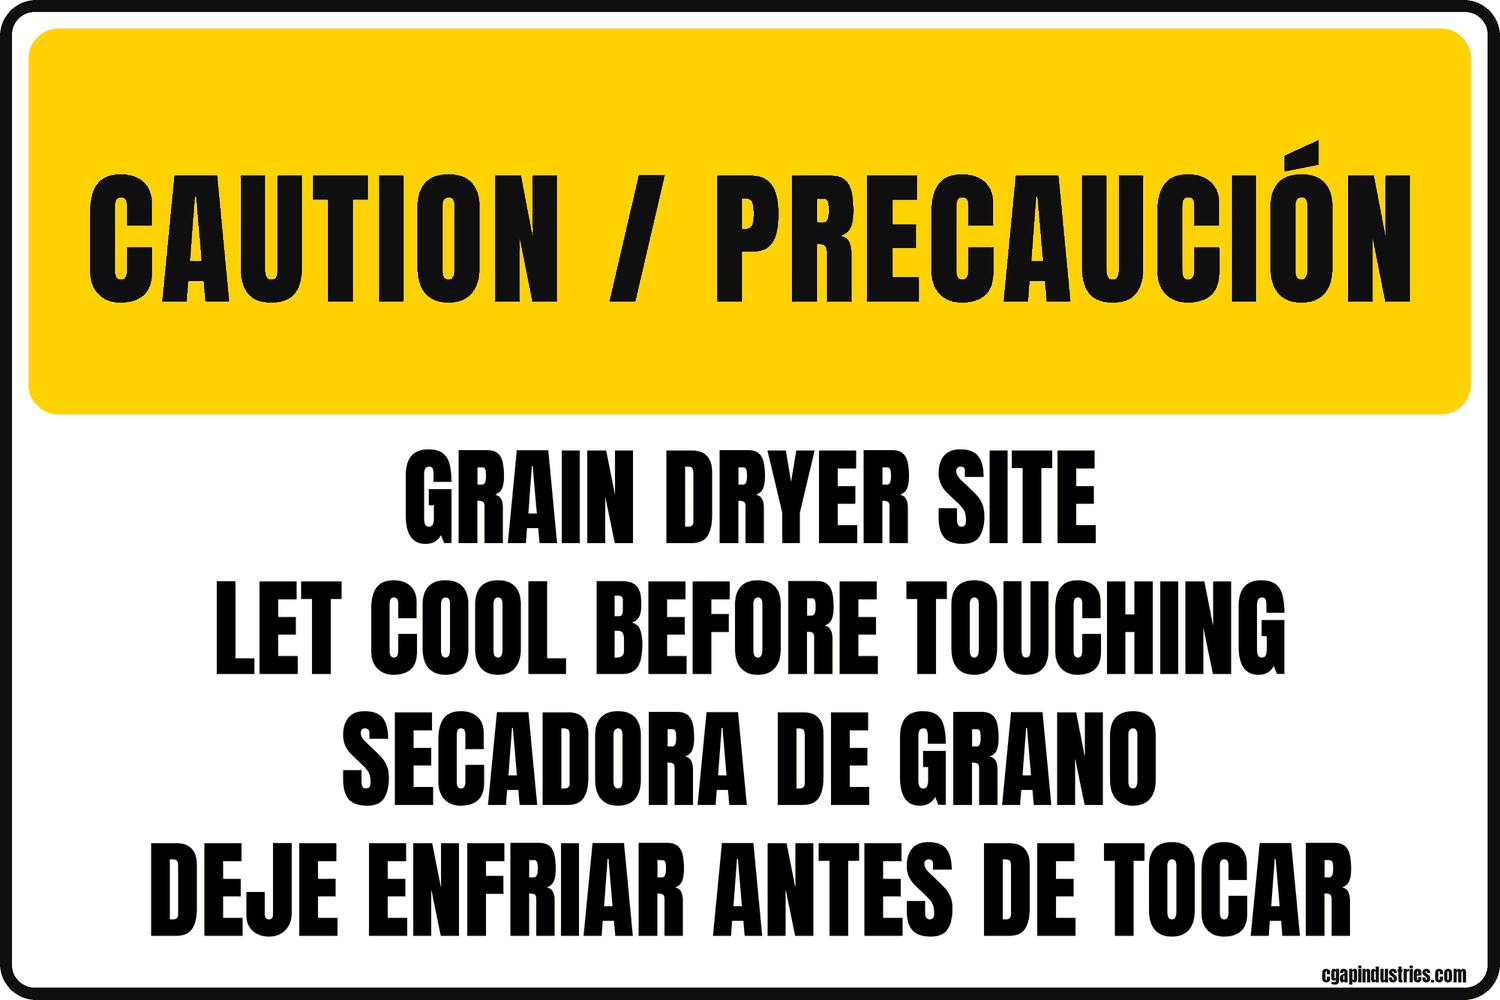 CAUTION / PRECAUCIÓN
GRAIN DRYER SITE
LET COOL BEFORE TOUCHING
SECADORA DE GRANO
DEJE ENFRIAR ANTES DE TOCAR
cgapindustries.com